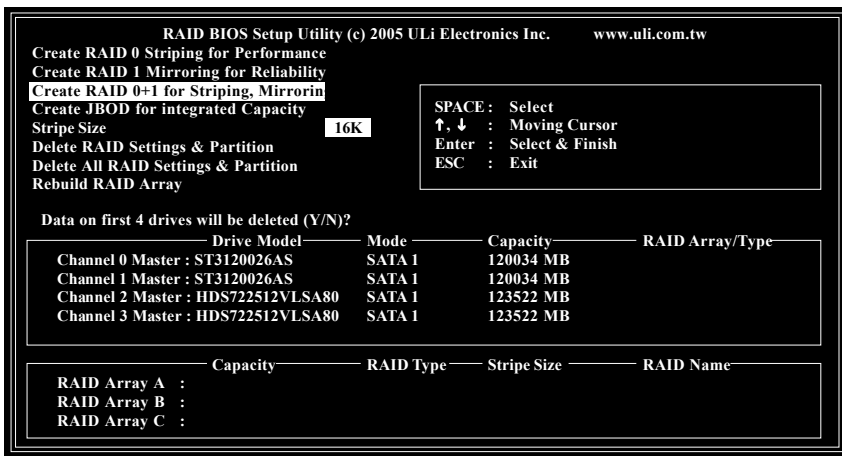 RAID BIOS Setup Utility (c) 2005 ULi Electronics Inc. www.uli.com.tw
Create RAID 0 Striping for Performance
Create RAID 1 Mirroring for Reliability
Create RAID 0+1 for Striping, Mirrorin
Create JBOD for integrated Capacity
Stripe Size 16K
Delete RAID Settings & Partition
Delete All RAID Settings & Partition
Rebuild RAID Array
SPACE : Select
↑, ↓ : Moving Cursor
Enter : Select & Finish
ESC : Exit
Data on first 4 drives will be deleted (Y/N)?
Drive Model Mode Capacity RAID Array/Type
Channel 0 Master : ST3120026AS SATA 1 120034 MB
Channel 1 Master : ST3120026AS SATA 1 120034 MB
Channel 2 Master : HDS722512VLSA80 SATA 1 123522 MB
Channel 3 Master : HDS722512VLSA80 SATA 1 123522 MB
Capacity RAID Type Stripe Size RAID Name
RAID Array A :
RAID Array B :
RAID Array C :